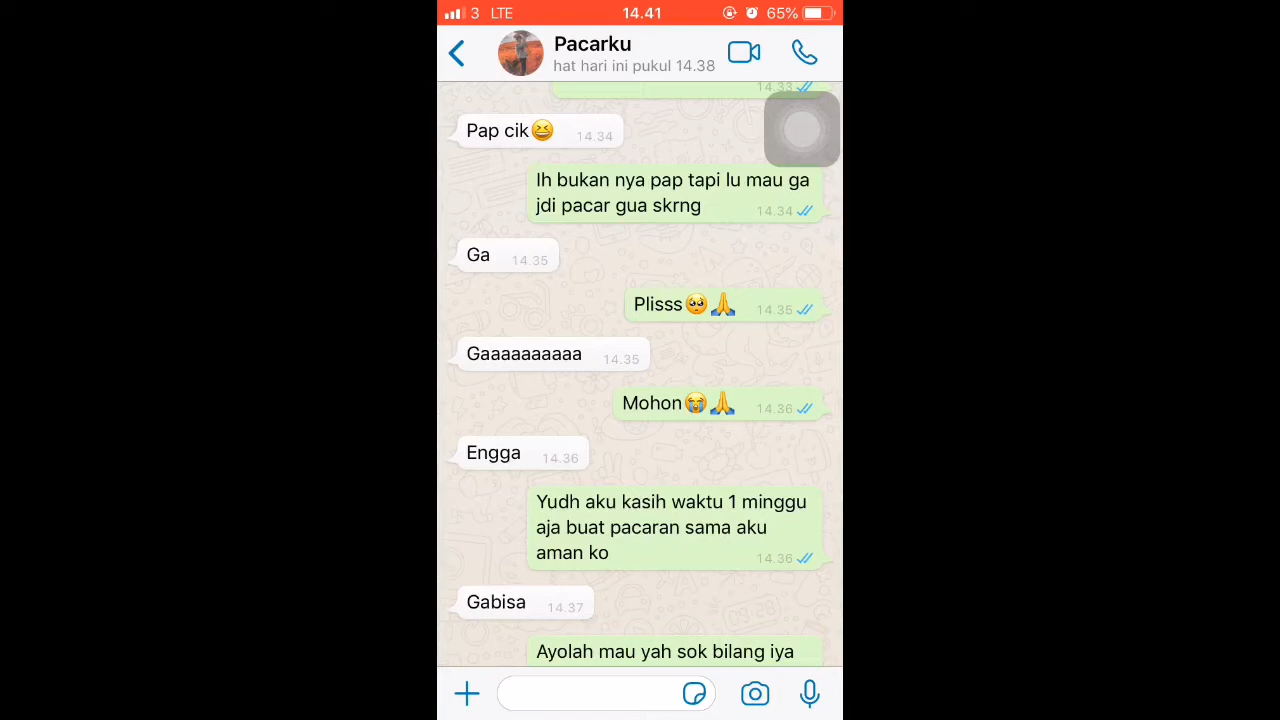 3 LTE 14.41 65%
Pacarku
hat hari ini pukul 14.38
14.33
Pap cik😆 14.34
Ih bukan nya pap tapi lu mau ga
jdi pacar gua skrng 14.34
Ga 14.35
Plisss🥺🙏 14.35
Gaaaaaaaaaa 14.35
Mohon😭🙏 14.36
Engga 14.36
Yudh aku kasih waktu 1 minggu
aja buat pacaran sama aku
aman ko 14.36
Gabisa 14.37
Ayolah mau yah sok bilang iya